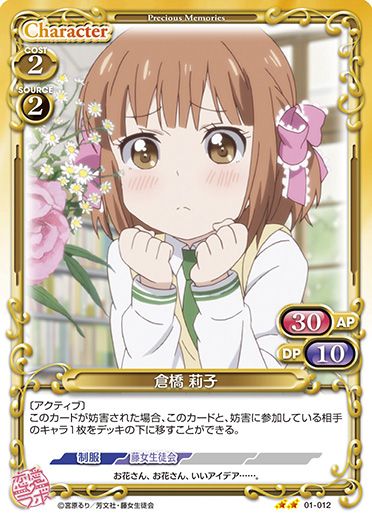 Precious Memories
Character
COST
2
SOURCE
2
30 AP
DP 10
倉橋 莉子
〔アクティブ〕
このカードが妨害された場合、このカードと、妨害に参加している相手
のキャラ1枚をデッキの下に移すことができる。
制服 藤女生徒会
お花さん、お花さん、いいアイデア……。
恋愛
ラボ
©宮原るり/芳文社・藤女生徒会
01-012